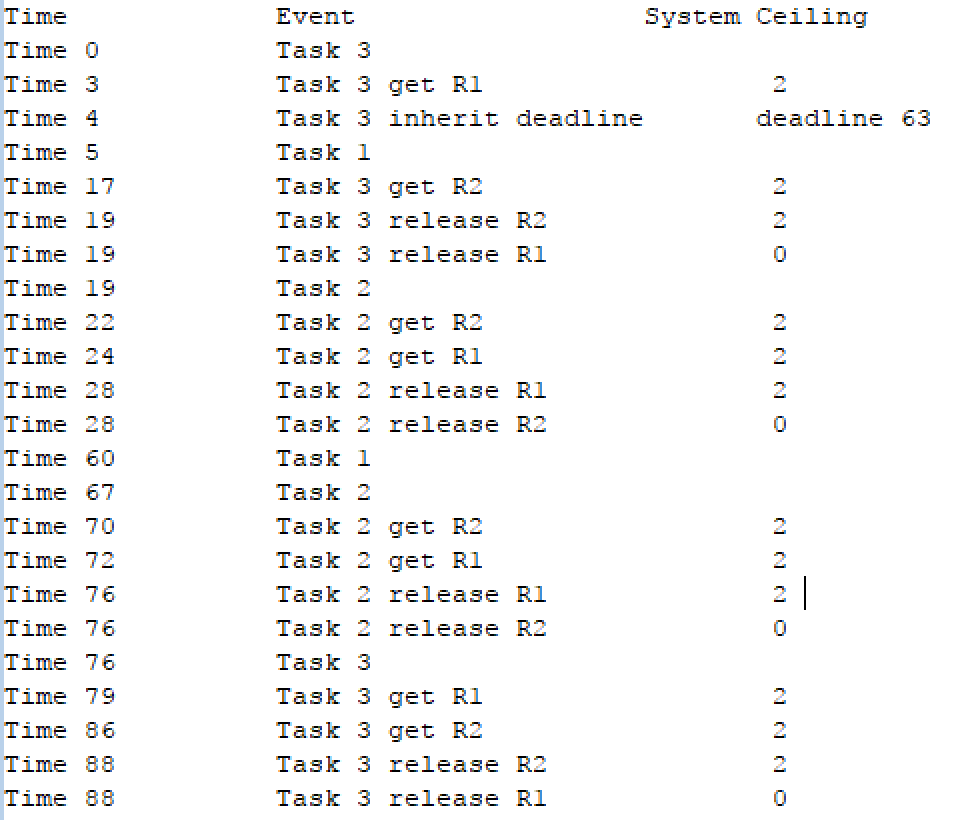 Time Event System Ceiling
Time 0 Task 3
Time 3 Task 3 get R1 2
Time 4 Task 3 inherit deadline deadline 63
Time 5 Task 1
Time 17 Task 3 get R2 2
Time 19 Task 3 release R2 2
Time 19 Task 3 release R1 0
Time 19 Task 2
Time 22 Task 2 get R2 2
Time 24 Task 2 get R1 2
Time 28 Task 2 release R1 2
Time 28 Task 2 release R2 0
Time 60 Task 1
Time 67 Task 2
Time 70 Task 2 get R2 2
Time 72 Task 2 get R1 2
Time 76 Task 2 release R1 2
Time 76 Task 2 release R2 0
Time 76 Task 3
Time 79 Task 3 get R1 2
Time 86 Task 3 get R2 2
Time 88 Task 3 release R2 2
Time 88 Task 3 release R1 0